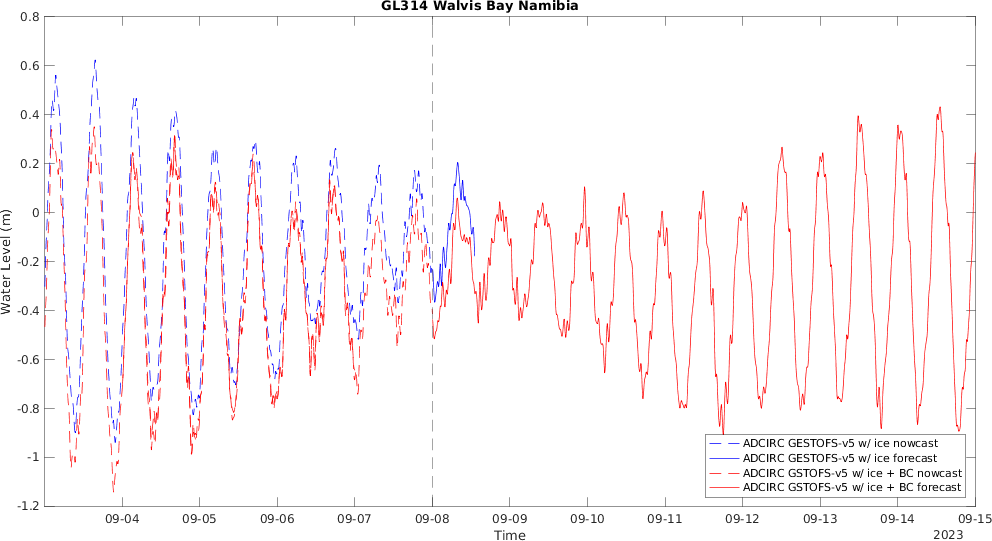 GL314 Walvis Bay Namibia
0.8
0.6
0.4
0.2
0
-0.2
-0.4
-0.6
-0.8
-1
-1.2
Water Level (m)
ADCIRC GESTOFS-v5 w/ ice nowcast
ADCIRC GESTOFS-v5 w/ ice forecast
ADCIRC GSTOFS-v5 w/ ice + BC nowcast
ADCIRC GSTOFS-v5 w/ ice + BC forecast
09-04 09-05 09-06 09-07 09-08 09-09 09-10 09-11 09-12 09-13 09-14 09-15
Time
2023